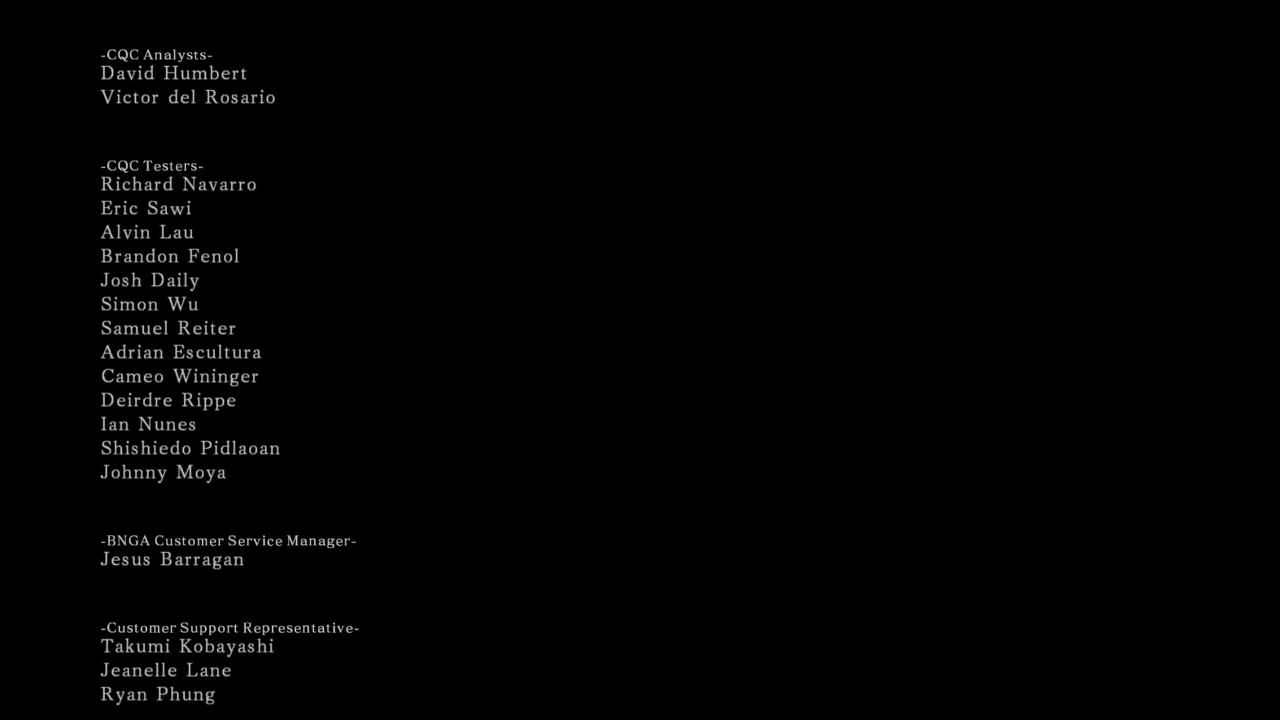 -CQC Analysts-
David Humbert
Victor del Rosario
-CQC Testers-
Richard Navarro
Eric Sawi
Alvin Lau
Brandon Fenol
Josh Daily
Simon Wu
Samuel Reiter
Adrian Escultura
Cameo Wininger
Deirdre Rippe
Ian Nunes
Shishiedo Pidlaoan
Johnny Moya
-BNGA Customer Service Manager-
Jesus Barragan
-Customer Support Representative-
Takumi Kobayashi
Jeanelle Lane
Ryan Phung